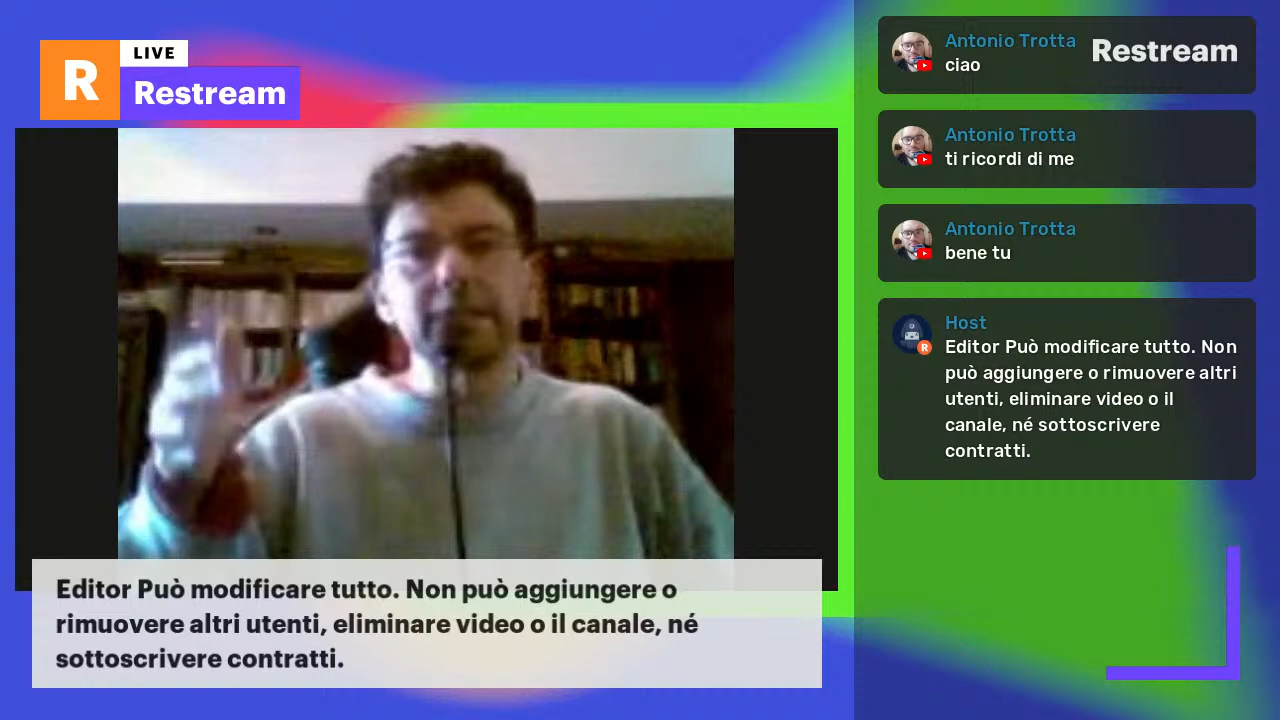 R
LIVE
Restream
Editor Può modificare tutto. Non può aggiungere o
rimuovere altri utenti, eliminare video o il canale, né
sottoscrivere contratti.
Restream
Antonio Trotta
ciao
Antonio Trotta
ti ricordi di me
Antonio Trotta
bene tu
Host
R
Editor Può modificare tutto. Non
può aggiungere o rimuovere altri
utenti, eliminare video o il
canale, né sottoscrivere
contratti.